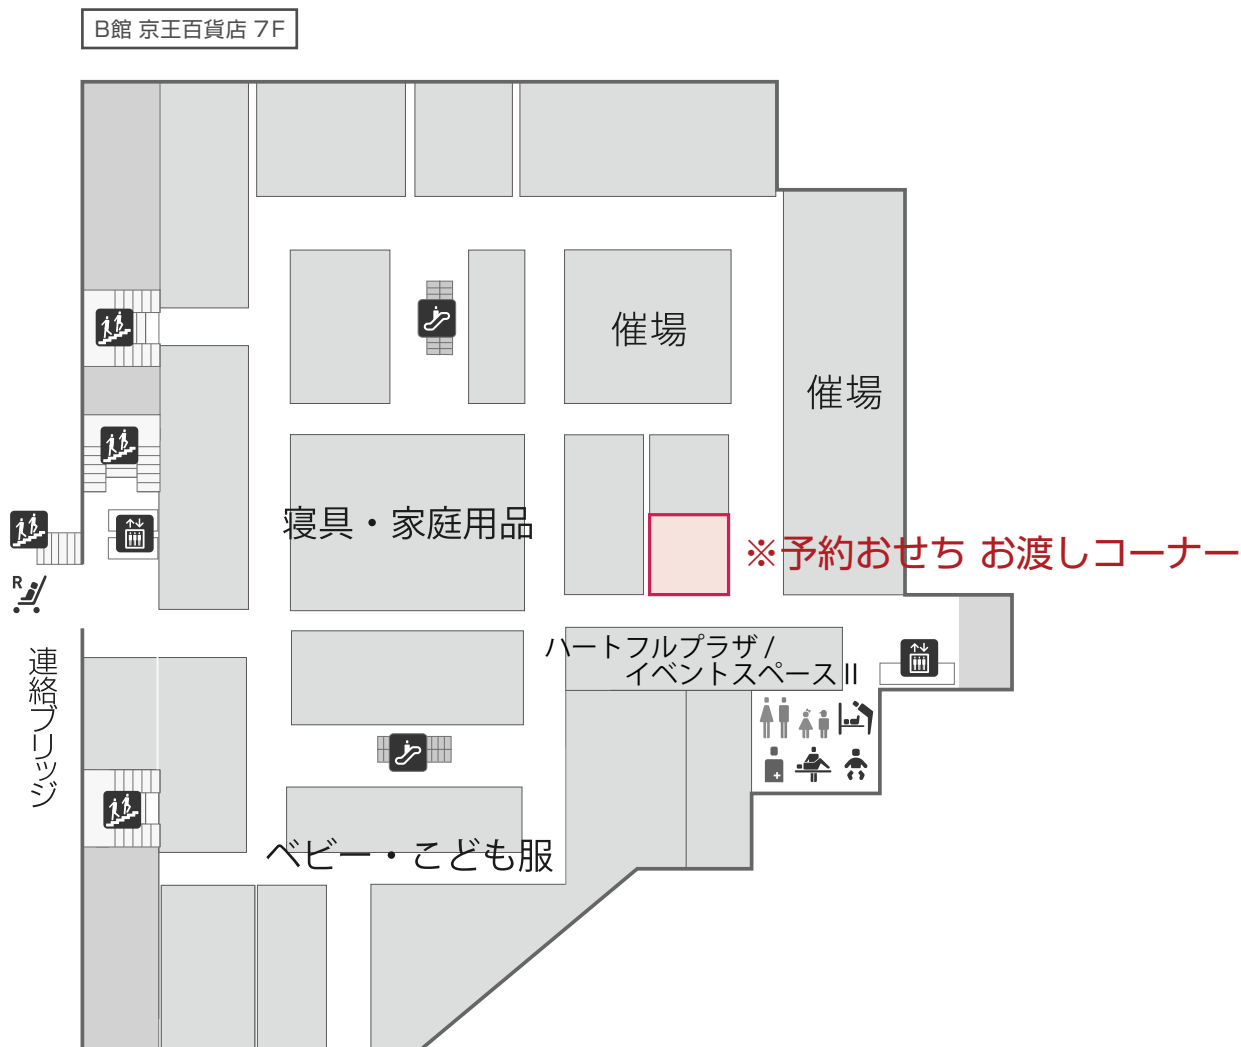 B館 京王百貨店 7F
催場
催場
寝具・家庭用品
※予約おせち お渡しコーナー
R
ハートフルプラザ /
イベントスペース II
連絡ブリッジ
ベビー・こども服